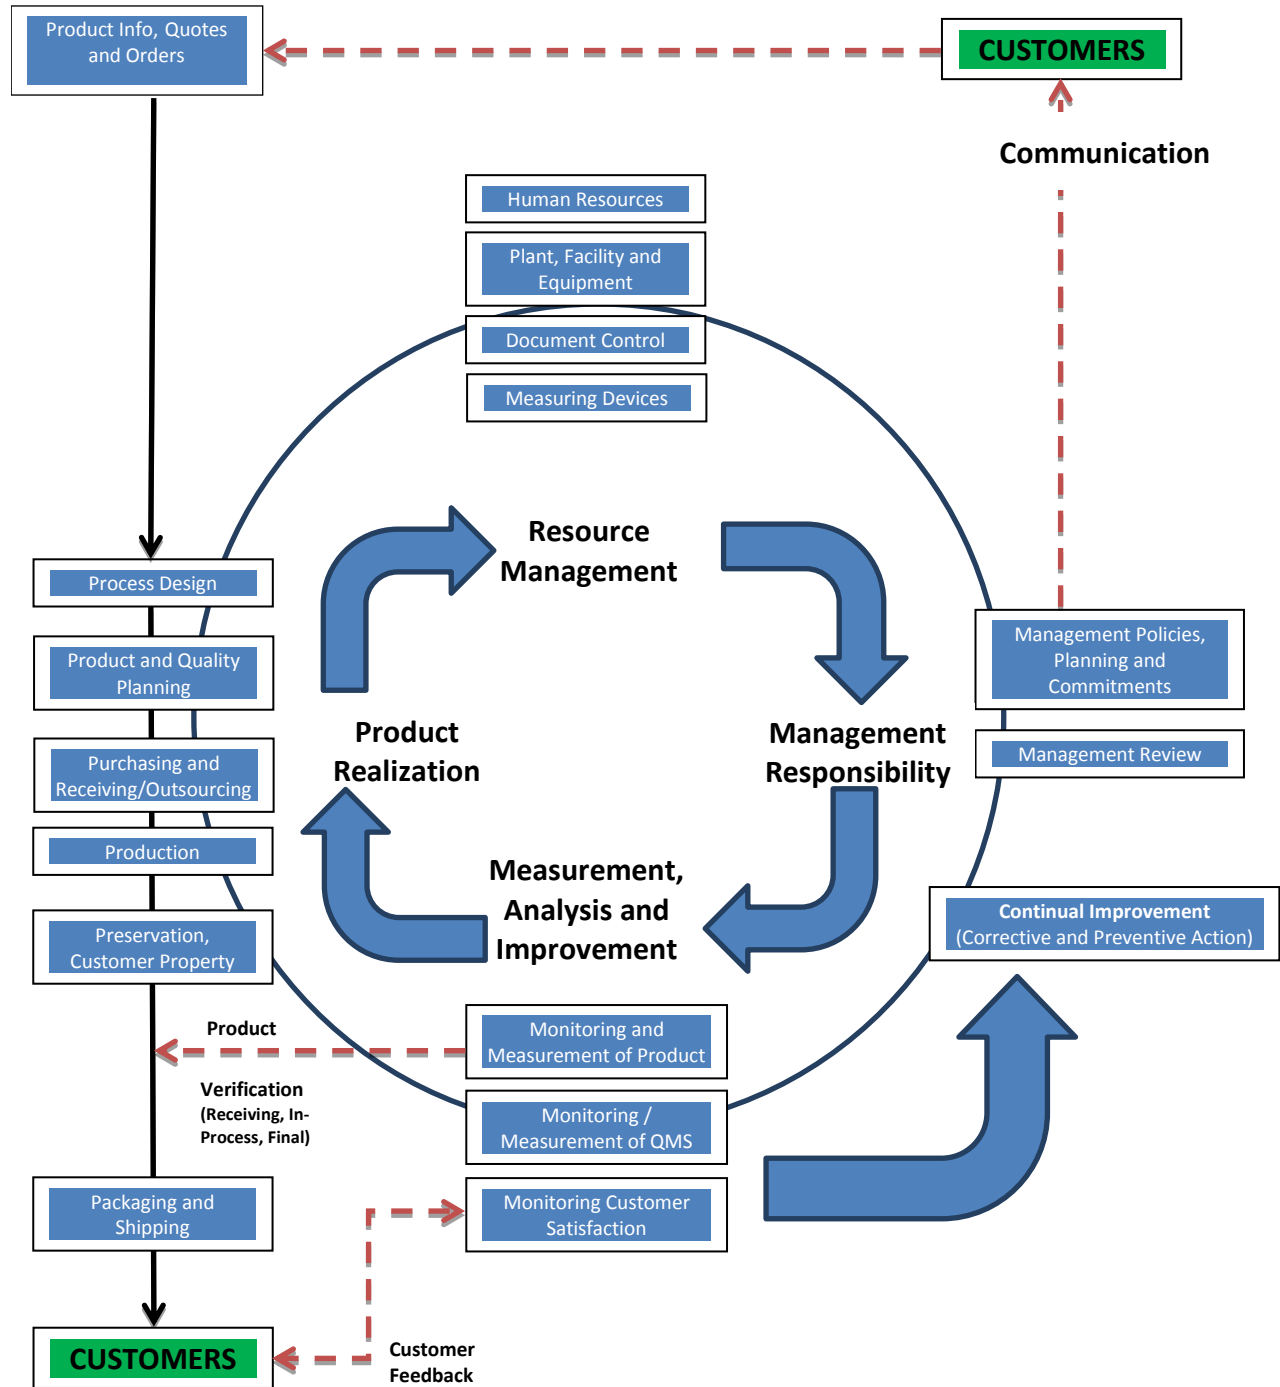 Product Info, Quotes
and Orders
CUSTOMERS
Communication
Human Resources
Plant, Facility and
Equipment
Document Control
Measuring Devices
Resource
Management
Process Design
Product and Quality
Planning
Purchasing and
Receiving/Outsourcing
Production
Preservation,
Customer Property
Product
Realization
Management
Responsibility
Management Policies,
Planning and
Commitments
Management Review
Measurement,
Analysis and
Improvement
Continual Improvement
(Corrective and Preventive Action)
Product
Verification
(Receiving, In-
Process, Final)
Monitoring and
Measurement of Product
Monitoring /
Measurement of QMS
Monitoring Customer
Satisfaction
Packaging and
Shipping
CUSTOMERS
Customer
Feedback